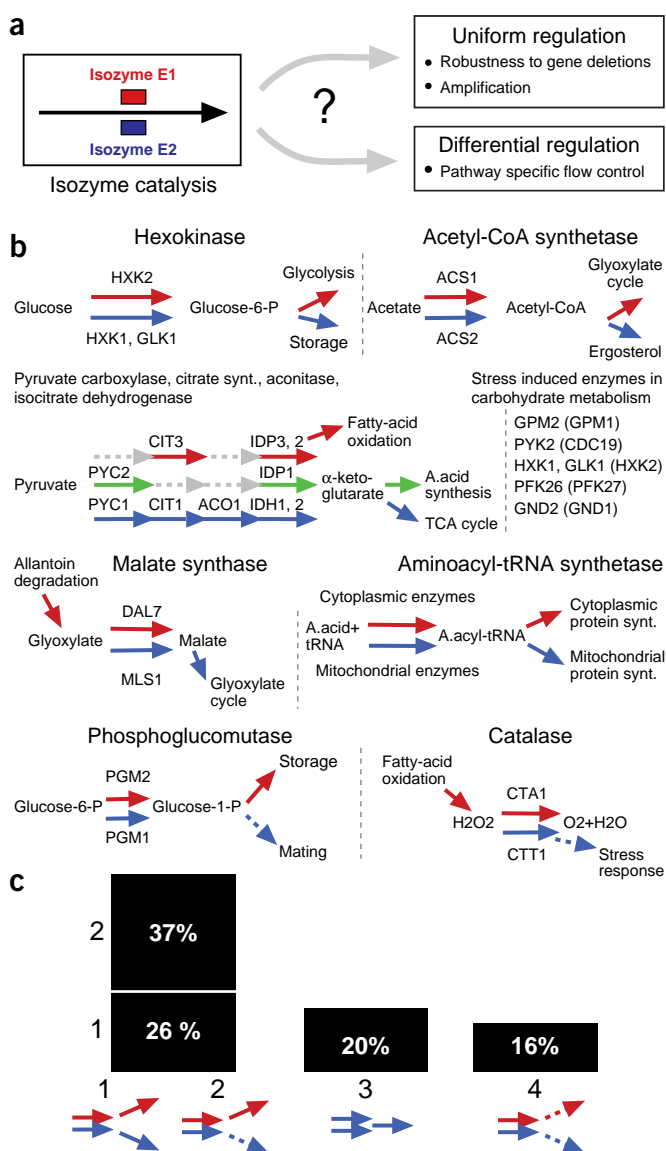 a
Isozyme E1
Isozyme E2
Isozyme catalysis
?
Uniform regulation
• Robustness to gene deletions
• Amplification
Differential regulation
• Pathway specific flow control
b
Hexokinase
Glucose
HXK2
HXK1, GLK1
Glucose-6-P
Glycolysis
Storage
Acetyl-CoA synthetase
Acetate
ACS1
ACS2
Acetyl-CoA
Glyoxylate
cycle
Ergosterol
Pyruvate carboxylase, citrate synt., aconitase,
isocitrate dehydrogenase
CIT3
IDP3, 2
Fatty-acid
oxidation
Pyruvate
PYC2
IDP1
α-keto-
glutarate
A.acid
synthesis
PYC1
CIT1
ACO1
IDH1, 2
TCA cycle
Stress induced enzymes in
carbohydrate metabolism
GPM2 (GPM1)
PYK2 (CDC19)
HXK1, GLK1 (HXK2)
PFK26 (PFK27)
GND2 (GND1)
Malate synthase
Allantoin
degradation
Glyoxylate
DAL7
MLS1
Malate
Glyoxylate
cycle
Aminoacyl-tRNA synthetase
Cytoplasmic enzymes
A.acid+
tRNA
Mitochondrial enzymes
A.acyl-tRNA
Cytoplasmic
protein synt.
Mitochondrial
protein synt.
Phosphoglucomutase
Glucose-6-P
PGM2
PGM1
Glucose-1-P
Storage
Mating
Catalase
Fatty-acid
oxidation
H2O2
CTA1
CTT1
O2+H2O
Stress
response
c
2
37%
1
26 %
20%
16%
1 2 3 4